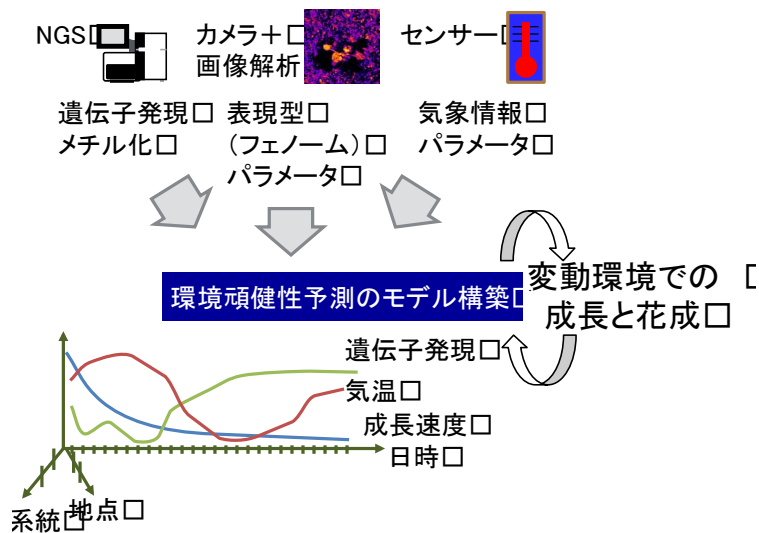 NGS
カメラ+
画像解析
センサー
遺伝子発現
メチル化
表現型
(フェノーム)
パラメータ
気象情報
パラメータ
環境頑健性予測のモデル構築
変動環境での
成長と花成
遺伝子発現
気温
成長速度
日時
地点
系統